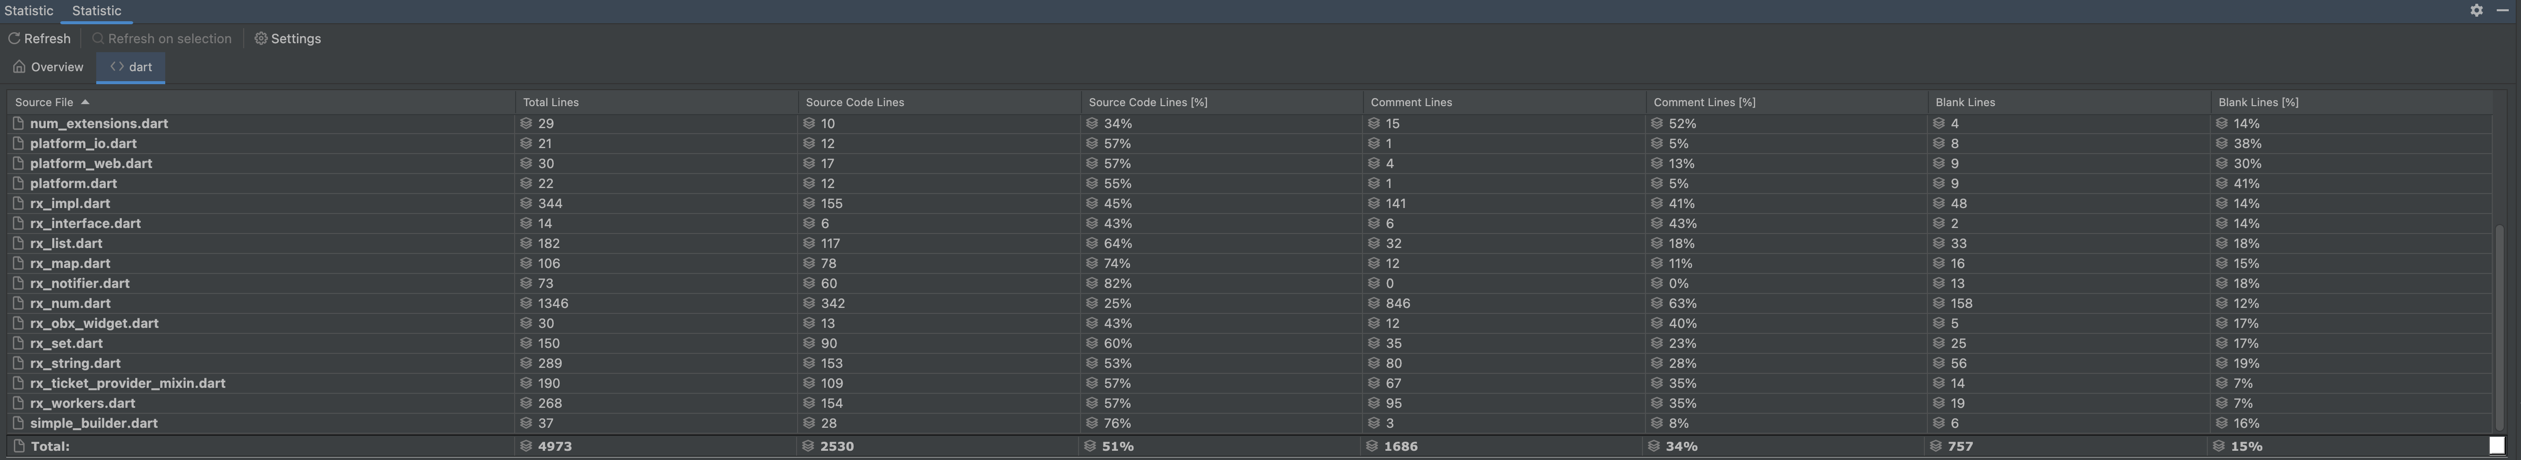 Statistic Statistic
Refresh Refresh on selection Settings
Overview <> dart
Source File Total Lines Source Code Lines Source Code Lines [%] Comment Lines Comment Lines [%] Blank Lines Blank Lines [%]
num_extensions.dart 29 10 34% 15 52% 4 14%
platform_io.dart 21 12 57% 1 5% 8 38%
platform_web.dart 30 17 57% 4 13% 9 30%
platform.dart 22 12 55% 1 5% 9 41%
rx_impl.dart 344 155 45% 141 41% 48 14%
rx_interface.dart 14 6 43% 6 43% 2 14%
rx_list.dart 182 117 64% 32 18% 33 18%
rx_map.dart 106 78 74% 12 11% 16 15%
rx_notifier.dart 73 60 82% 0 0% 13 18%
rx_num.dart 1346 342 25% 846 63% 158 12%
rx_obx_widget.dart 30 13 43% 12 40% 5 17%
rx_set.dart 150 90 60% 35 23% 25 17%
rx_string.dart 289 153 53% 80 28% 56 19%
rx_ticket_provider_mixin.dart 190 109 57% 67 35% 14 7%
rx_workers.dart 268 154 57% 95 35% 19 7%
simple_builder.dart 37 28 76% 3 8% 6 16%
Total: 4973 2530 51% 1686 34% 757 15%